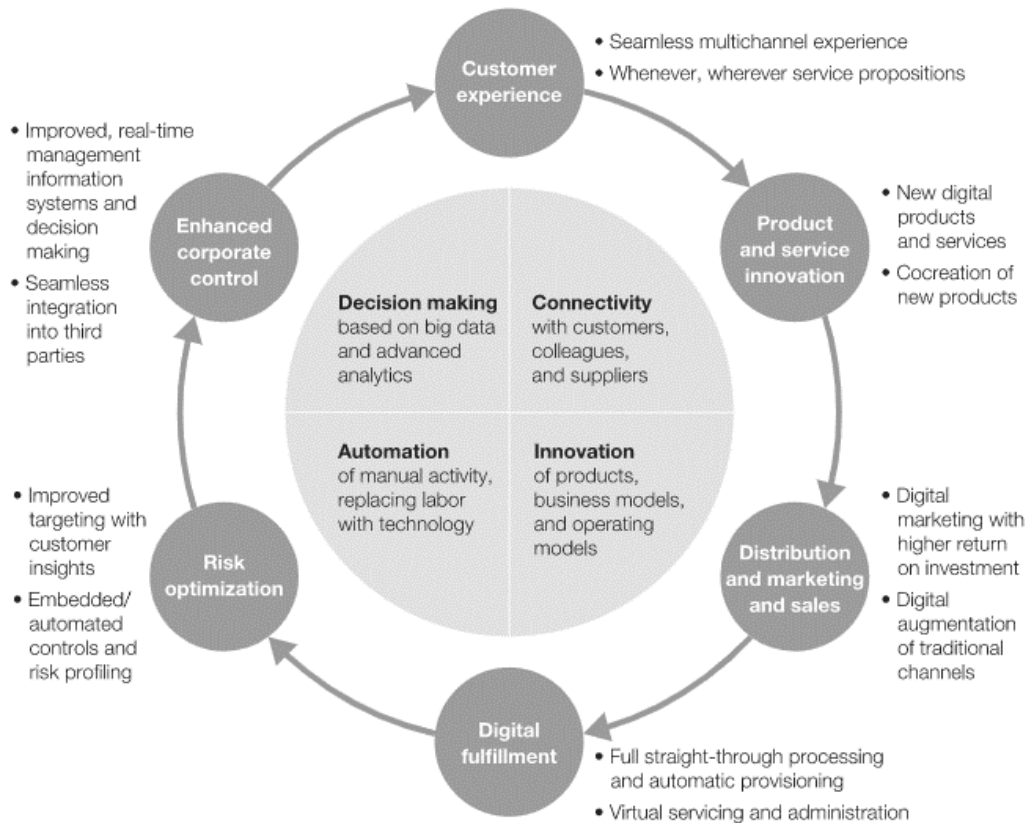 Customer
experience
• Seamless multichannel experience
• Whenever, wherever service propositions
Product
and service
innovation
• New digital
products
and services
• Cocreation of
new products
Distribution
and marketing
and sales
• Digital
marketing with
higher return
on investment
• Digital
augmentation
of traditional
channels
Digital
fulfillment
• Full straight-through processing
and automatic provisioning
• Virtual servicing and administration
Risk
optimization
• Improved
targeting with
customer
insights
• Embedded/
automated
controls and
risk profiling
Enhanced
corporate
control
• Improved, real-time
management
information
systems and
decision
making
• Seamless
integration
into third
parties
Decision making
based on big data
and advanced
analytics
Connectivity
with customers,
colleagues,
and suppliers
Automation
of manual activity,
replacing labor
with technology
Innovation
of products,
business models,
and operating
models